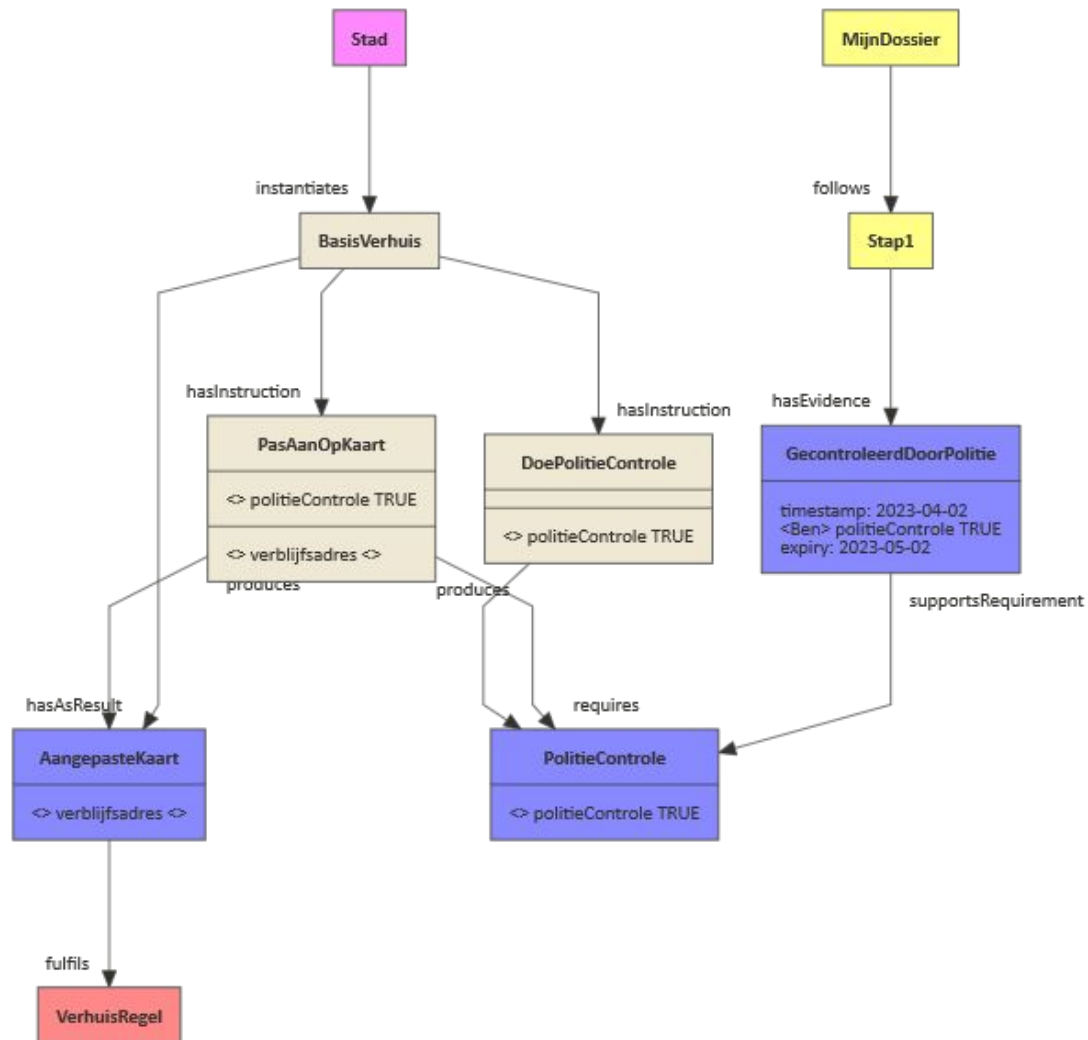 Stad
MijnDossier
instantiates
follows
BasisVerhuis
Stap1
hasInstruction
hasInstruction
hasEvidence
PasAanOpKaart
<> politieControle TRUE
<> verblijfsadres <>
DoePolitieControle
<> politieControle TRUE
GecontroleerdDoorPolitie
timestamp: 2023-04-02
<Ben> politieControle TRUE
expiry: 2023-05-02
produces
produces
supportsRequirement
hasAsResult
requires
AangepasteKaart
<> verblijfsadres <>
PolitieControle
<> politieControle TRUE
fulfils
VerhuisRegel